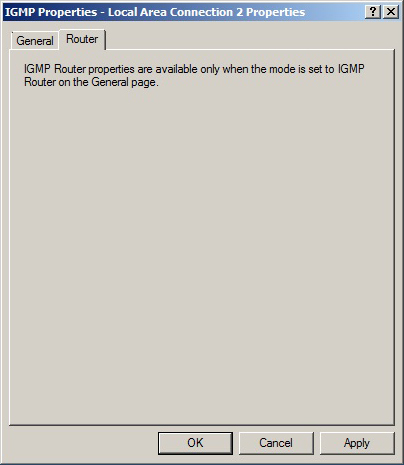 IGMP Properties - Local Area Connection 2 Properties
General
Router
IGMP Router properties are available only when the mode is set to IGMP
Router on the General page.
OK
Cancel
Apply